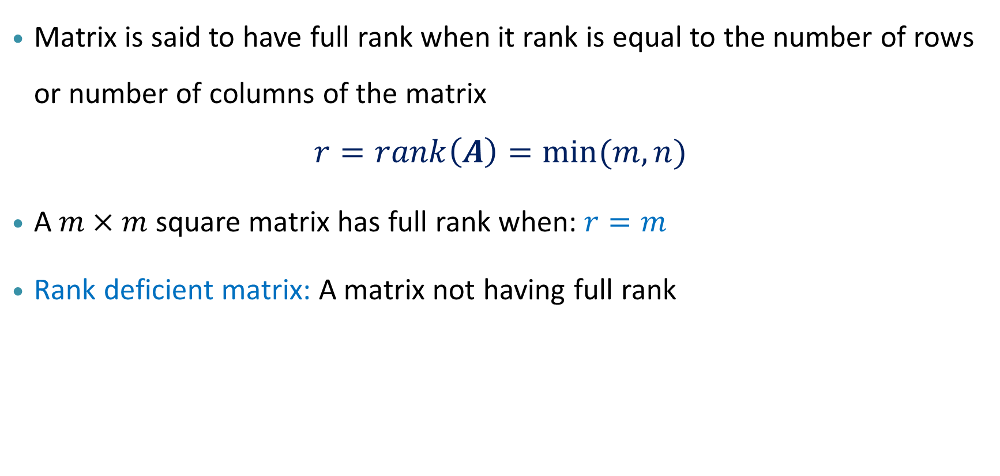 • Matrix is said to have full rank when it rank is equal to the number of rows
or number of columns of the matrix
r = rank(A) = min(m, n)
• A m × m square matrix has full rank when: r = m
• Rank deficient matrix: A matrix not having full rank